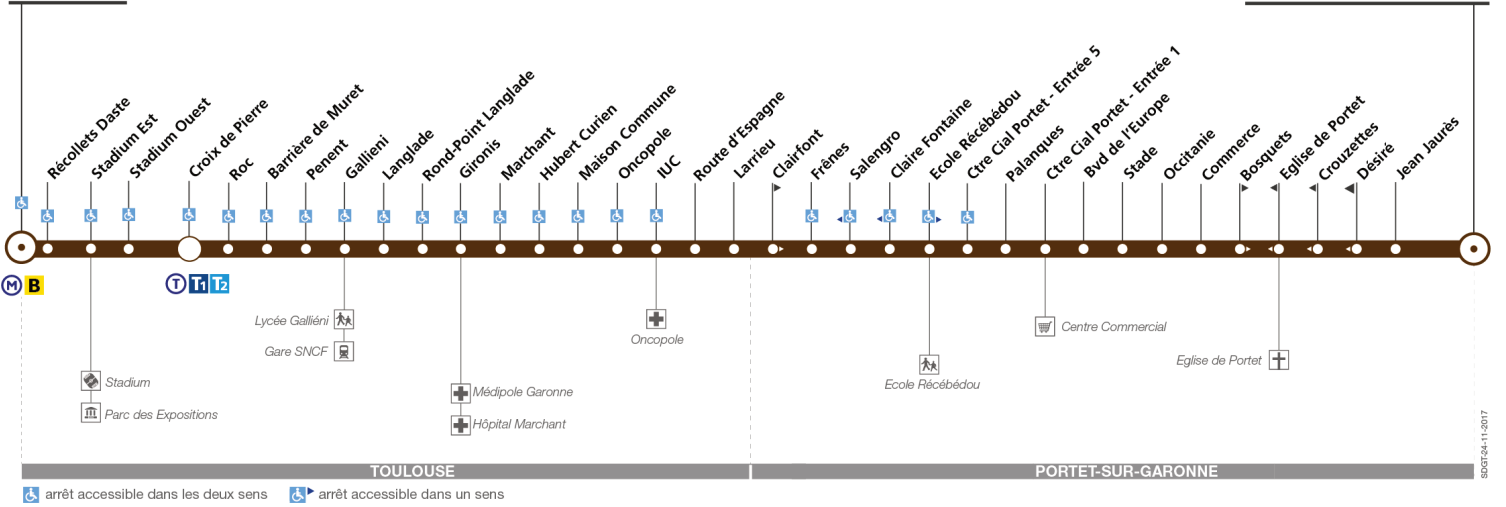 Récollets Daste
Stadium Est
Stadium Ouest
Croix de Pierre
Roc
Barrière de Muret
Penent
Gallieni
Langlade
Rond-Point Langlade
Gironis
Marchant
Hubert Curien
Maison Commune
Oncopole
IUC
Route d'Espagne
Larrieu
Clairfont
Frênes
Salengro
Claire Fontaine
Ecole Récébédou
Ctre Cial Portet - Entrée 5
Palanques
Ctre Cial Portet - Entrée 1
Bvd de l'Europe
Stade
Occitanie
Commerce
Bosquets
Eglise de Portet
Crouzettes
Désiré
Jean Jaurès
M B
T T1 T2
Lycée Galliéni
Gare SNCF
Oncopole
Centre Commercial
Eglise de Portet
Stadium
Parc des Expositions
Médipole Garonne
Hôpital Marchant
Ecole Récébédou
SDGT-24-11-2017
TOULOUSE
PORTET-SUR-GARONNE
arrêt accessible dans les deux sens
arrêt accessible dans un sens